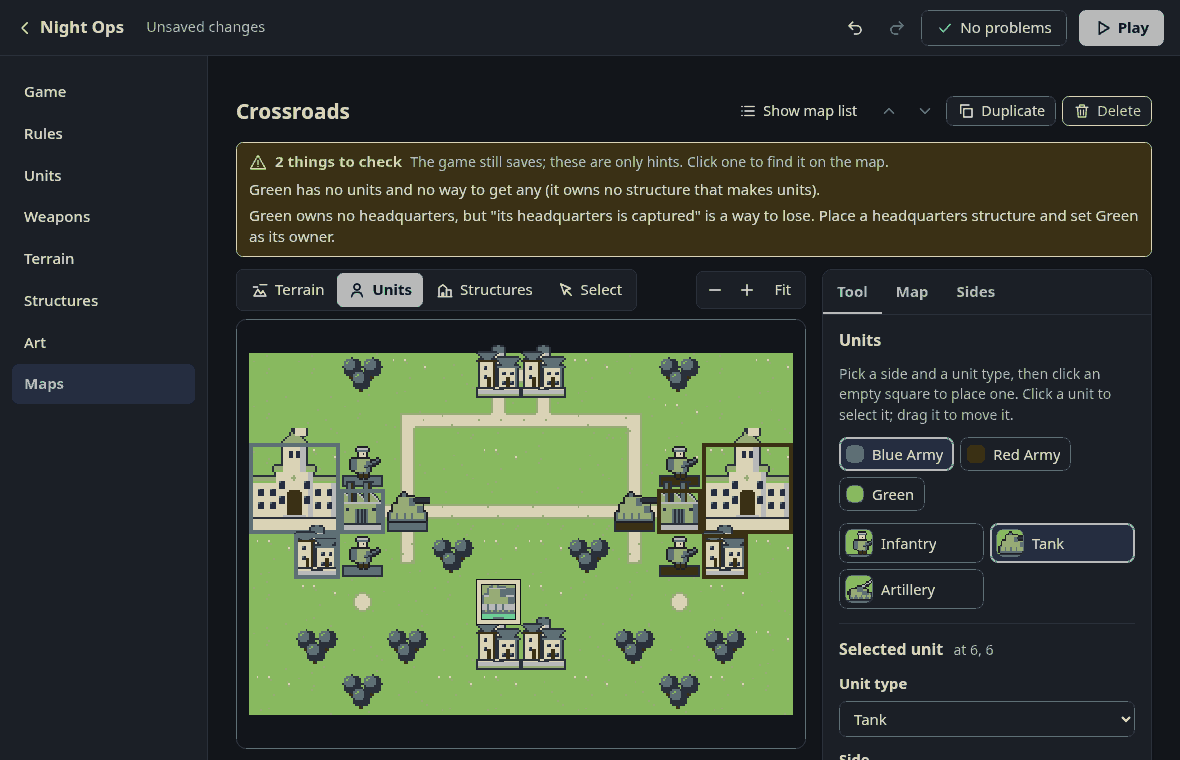 Night Ops
Unsaved changes
No problems
Play
Game
Rules
Units
Weapons
Terrain
Structures
Art
Maps
Crossroads
Show map list
Duplicate
Delete
2 things to check The game still saves; these are only hints. Click one to find it on the map.
Green has no units and no way to get any (it owns no structure that makes units).
Green owns no headquarters, but "its headquarters is captured" is a way to lose. Place a headquarters structure and set Green
as its owner.
Terrain
Units
Structures
Select
Fit
Tool
Map
Sides
Units
Pick a side and a unit type, then click an
empty square to place one. Click a unit to
select it; drag it to move it.
Blue Army
Red Army
Green
Infantry
Tank
Artillery
Selected unit at 6, 6
Unit type
Tank
Side